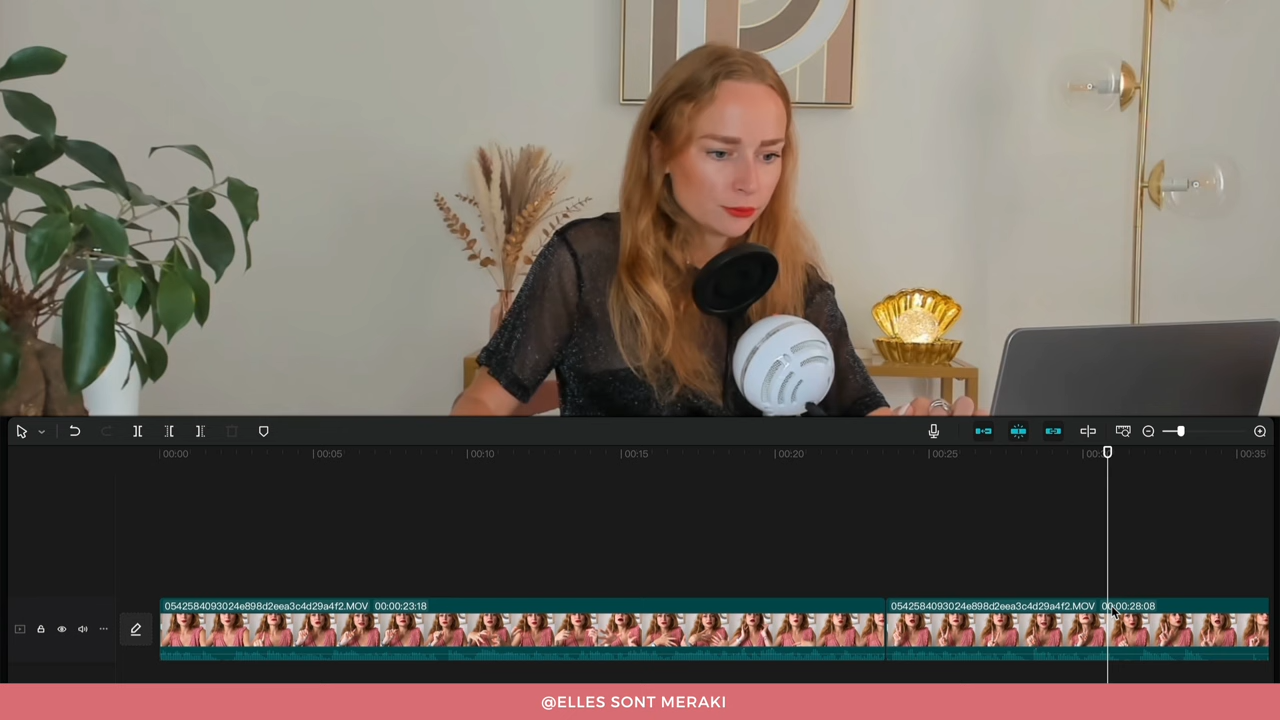 00:00
00:05
00:10
00:15
00:20
00:25
00:35
0542584093024e898d2eea3c4d29a4f2.MOV 00:00:23:18
0542584093024e898d2eea3c4d29a4f2.MOV 00:00:28:08
@ELLES SONT MERAKI